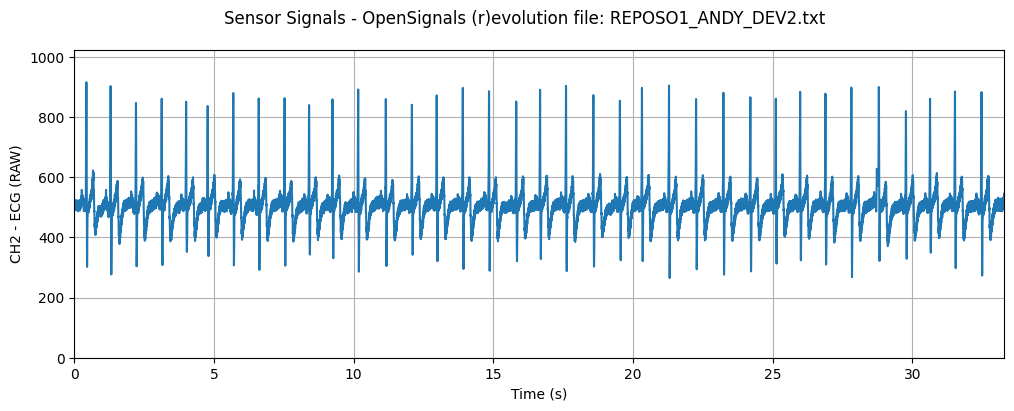 Sensor Signals - OpenSignals (r)evolution file: REPOSO1_ANDY_DEV2.txt
CH2 - ECG (RAW)
1000
800
600
400
200
0
0 5 10 15 20 25 30
Time (s)